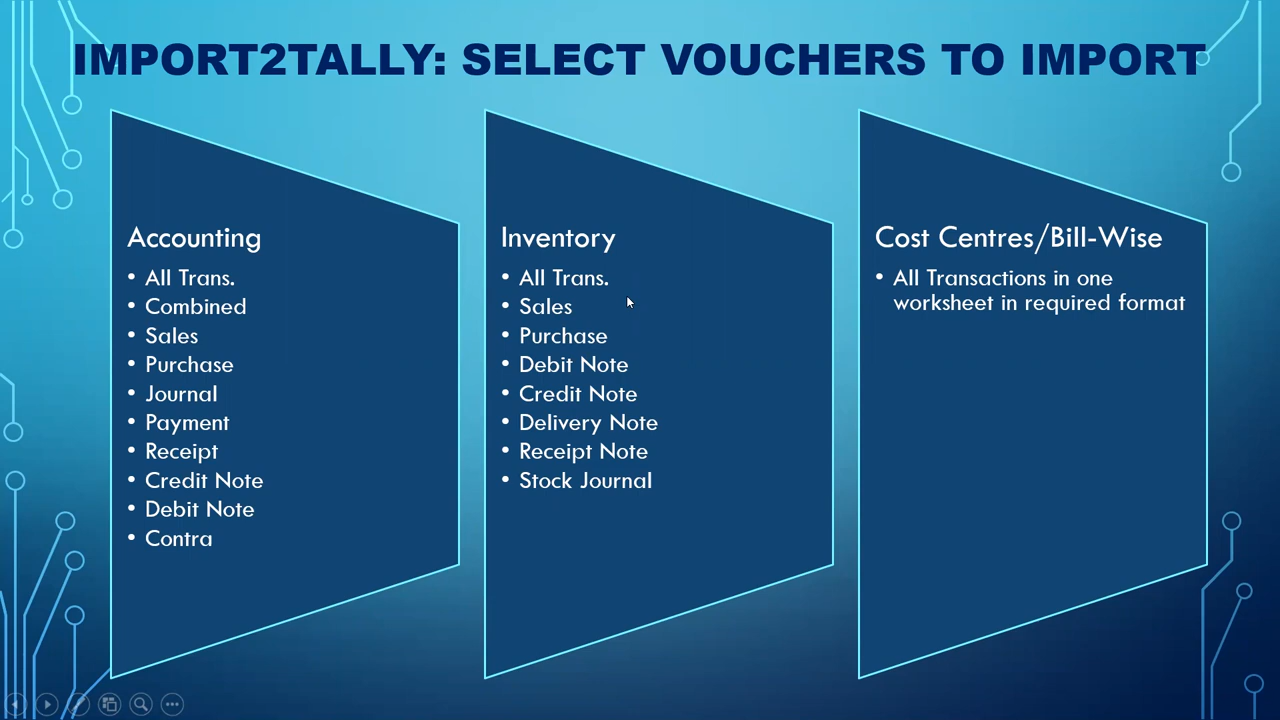 IMPORT2TALLY: SELECT VOUCHERS TO IMPORT
Accounting
• All Trans.
• Combined
• Sales
• Purchase
• Journal
• Payment
• Receipt
• Credit Note
• Debit Note
• Contra
Inventory
• All Trans.
• Sales
• Purchase
• Debit Note
• Credit Note
• Delivery Note
• Receipt Note
• Stock Journal
Cost Centres/Bill-Wise
• All Transactions in one
worksheet in required format